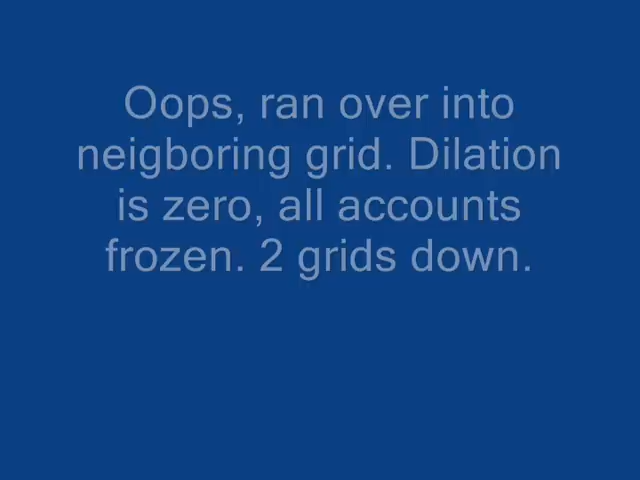 Oops, ran over into
neigboring grid. Dilation
is zero, all accounts
frozen. 2 grids down.